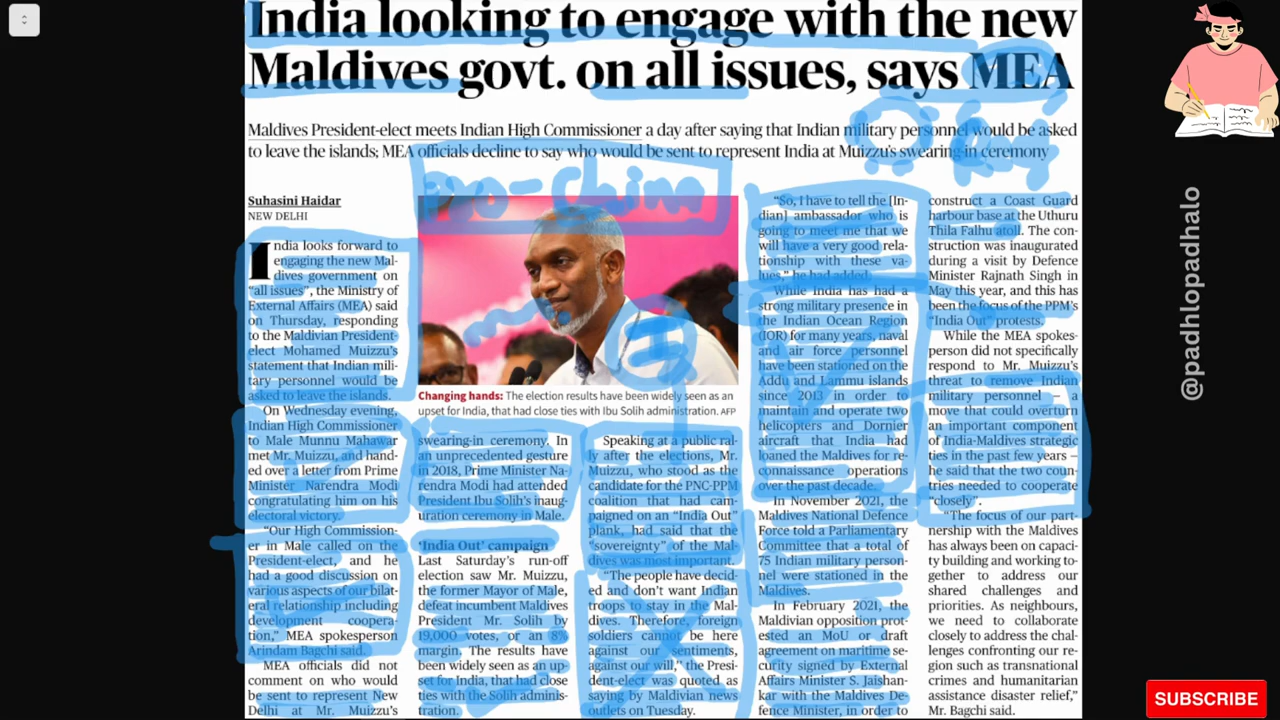 India looking to engage with the new
Maldives govt. on all issues, says MEA
Maldives President-elect meets Indian High Commissioner a day after saying that Indian military personnel would be asked
to leave the islands; MEA officials decline to say who would be sent to represent India at Muizzu's swearing-in ceremony
Suhasini Haidar
NEW DELHI
India looks forward to
engaging the new Mal-
dives government on
"all issues", the Ministry of
External Affairs (MEA) said
on Thursday, responding
to the Maldivian President-
elect Mohamed Muizzu's
statement that Indian mili-
tary personnel would be
asked to leave the islands.
On Wednesday evening,
Indian High Commissioner
to Male Munnu Mahawar
met Mr. Muizzu, and hand-
ed over a letter from Prime
Minister Narendra Modi
congratulating him on his
electoral victory.
"Our High Commission-
er in Male called on the
President-elect, and he
had a good discussion on
various aspects of our bilat-
eral relationship including
development coopera-
tion," MEA spokesperson
Arindam Bagchi said.
MEA officials did not
comment on who would
be sent to represent New
Delhi at Mr. Muizzu's
Pro-China
Changing hands: The election results have been widely seen as an
upset for India, that had close ties with Ibu Solih administration. AFP
swearing-in ceremony. In
an unprecedented gesture
in 2018, Prime Minister Na-
rendra Modi had attended
President Ibu Solih's inaug-
uration ceremony in Male.
'India Out' campaign
Last Saturday's run-off
election saw Mr. Muizzu,
the former Mayor of Male,
defeat incumbent Maldives
President Mr. Solih by
19,000 votes, or an 8%
margin. The results have
been widely seen as an up-
set for India, that had close
ties with the Solih adminis-
tration.
Speaking at a public ral-
ly after the elections, Mr.
Muizzu, who stood as the
candidate for the PNC-PPM
coalition that had cam-
paigned on an "India Out"
plank, had said that the
"sovereignty" of the Mal-
dives was most important.
"The people have decid-
ed and don't want Indian
troops to stay in the Mal-
dives. Therefore, foreign
soldiers cannot be here
against our sentiments,
against our will," the Presi-
dent-elect was quoted as
saying by Maldivian news
outlets on Tuesday.
"So, I have to tell the [In-
dian] ambassador who is
going to meet me that we
will have a very good rela-
tionship with these va-
lues," he had added.
While India has had a
strong military presence in
the Indian Ocean Region
(IOR) for many years, naval
and air force personnel
have been stationed on the
Addu and Lammu islands
since 2013 in order to
maintain and operate two
helicopters and Dornier
aircraft that India had
loaned the Maldives for re-
connaissance operations
over the past decade.
In November 2021, the
Maldives National Defence
Force told a Parliamentary
Committee that a total of
75 Indian military person-
nel were stationed in the
Maldives.
In February 2021, the
Maldivian opposition prot-
ested an MoU or draft
agreement on maritime se-
curity signed by External
Affairs Minister S. Jaishan-
kar with the Maldives De-
fence Minister, in order to
construct a Coast Guard
harbour base at the Uthuru
Thila Falhu atoll. The con-
struction was inaugurated
during a visit by Defence
Minister Rajnath Singh in
May this year, and this has
been the focus of the PPM's
"India Out" protests.
While the MEA spokes-
person did not specifically
respond to Mr. Muizzu's
threat to remove Indian
military personnel – a
move that could overturn
an important component
of India-Maldives strategic
ties in the past few years –
he said that the two coun-
tries needed to cooperate
"closely".
"The focus of our part-
nership with the Maldives
has always been on capaci-
ty building and working to-
gether to address our
shared challenges and
priorities. As neighbours,
we need to collaborate
closely to address the chal-
lenges confronting our re-
gion such as transnational
crimes and humanitarian
assistance disaster relief,"
Mr. Bagchi said.
@padhlopadhalo
SUBSCRIBE